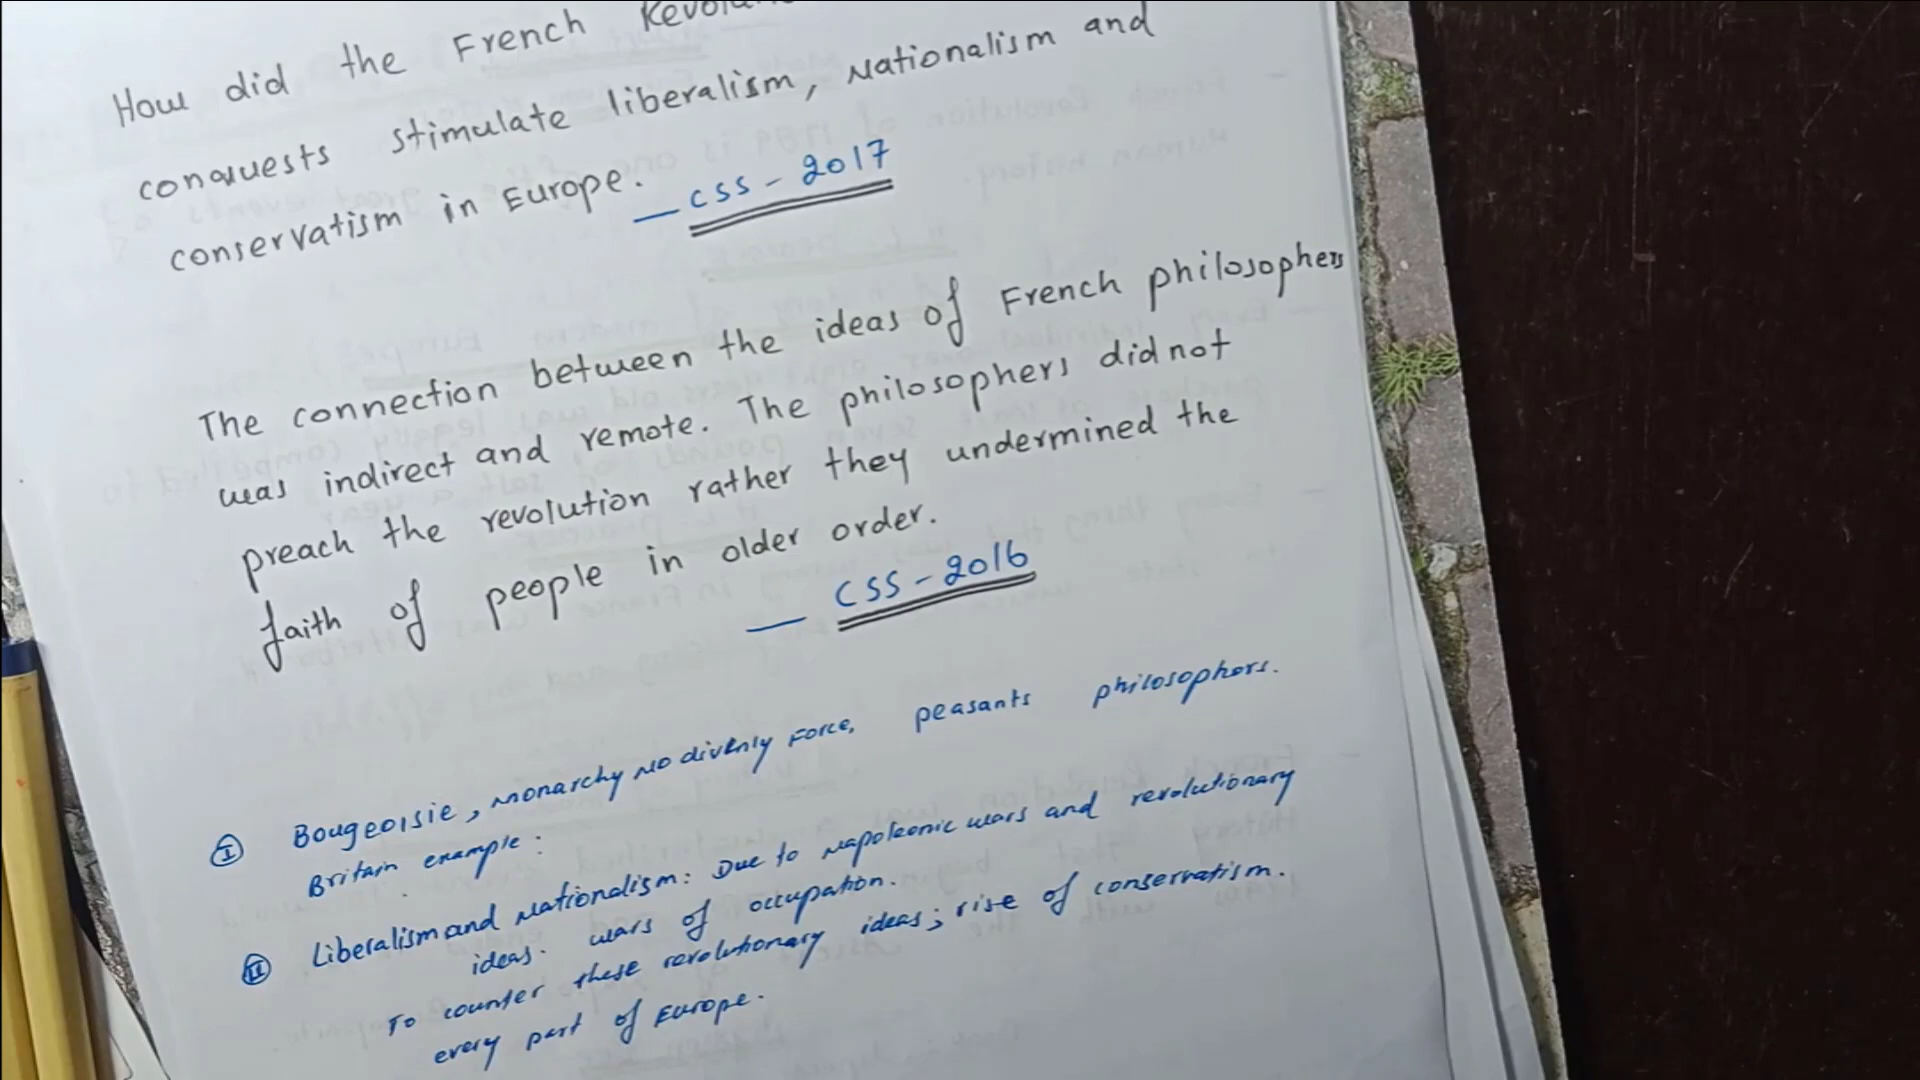 How did the French
conquests stimulate liberalism, Nationalism and
conservatism in Europe. — CSS - 2017
The connection between the ideas of French philosophers
was indirect and remote. The philosophers did not
preach the revolution rather they undermined the
faith of people in older order.
— CSS - 2016
I Bougeoisie, monarchy no divinly Force, peasants philosophers.
Britain example:
II Liberalism and Nationalism: Due to Napoleonic wars and revolutionary
ideas. wars of occupation.
To counter these revolutionary ideas; rise of conservatism.
every part of Europe.